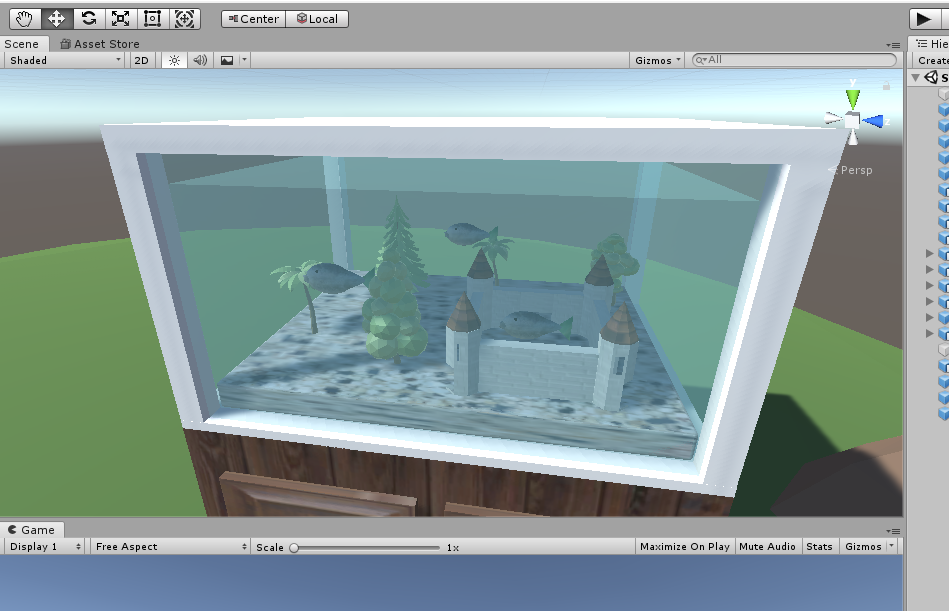 Center Local
Scene Asset Store Hie
Shaded 2D Gizmos All Create
S
y
z
Persp
Game
Display 1 Free Aspect Scale 1x Maximize On Play Mute Audio Stats Gizmos